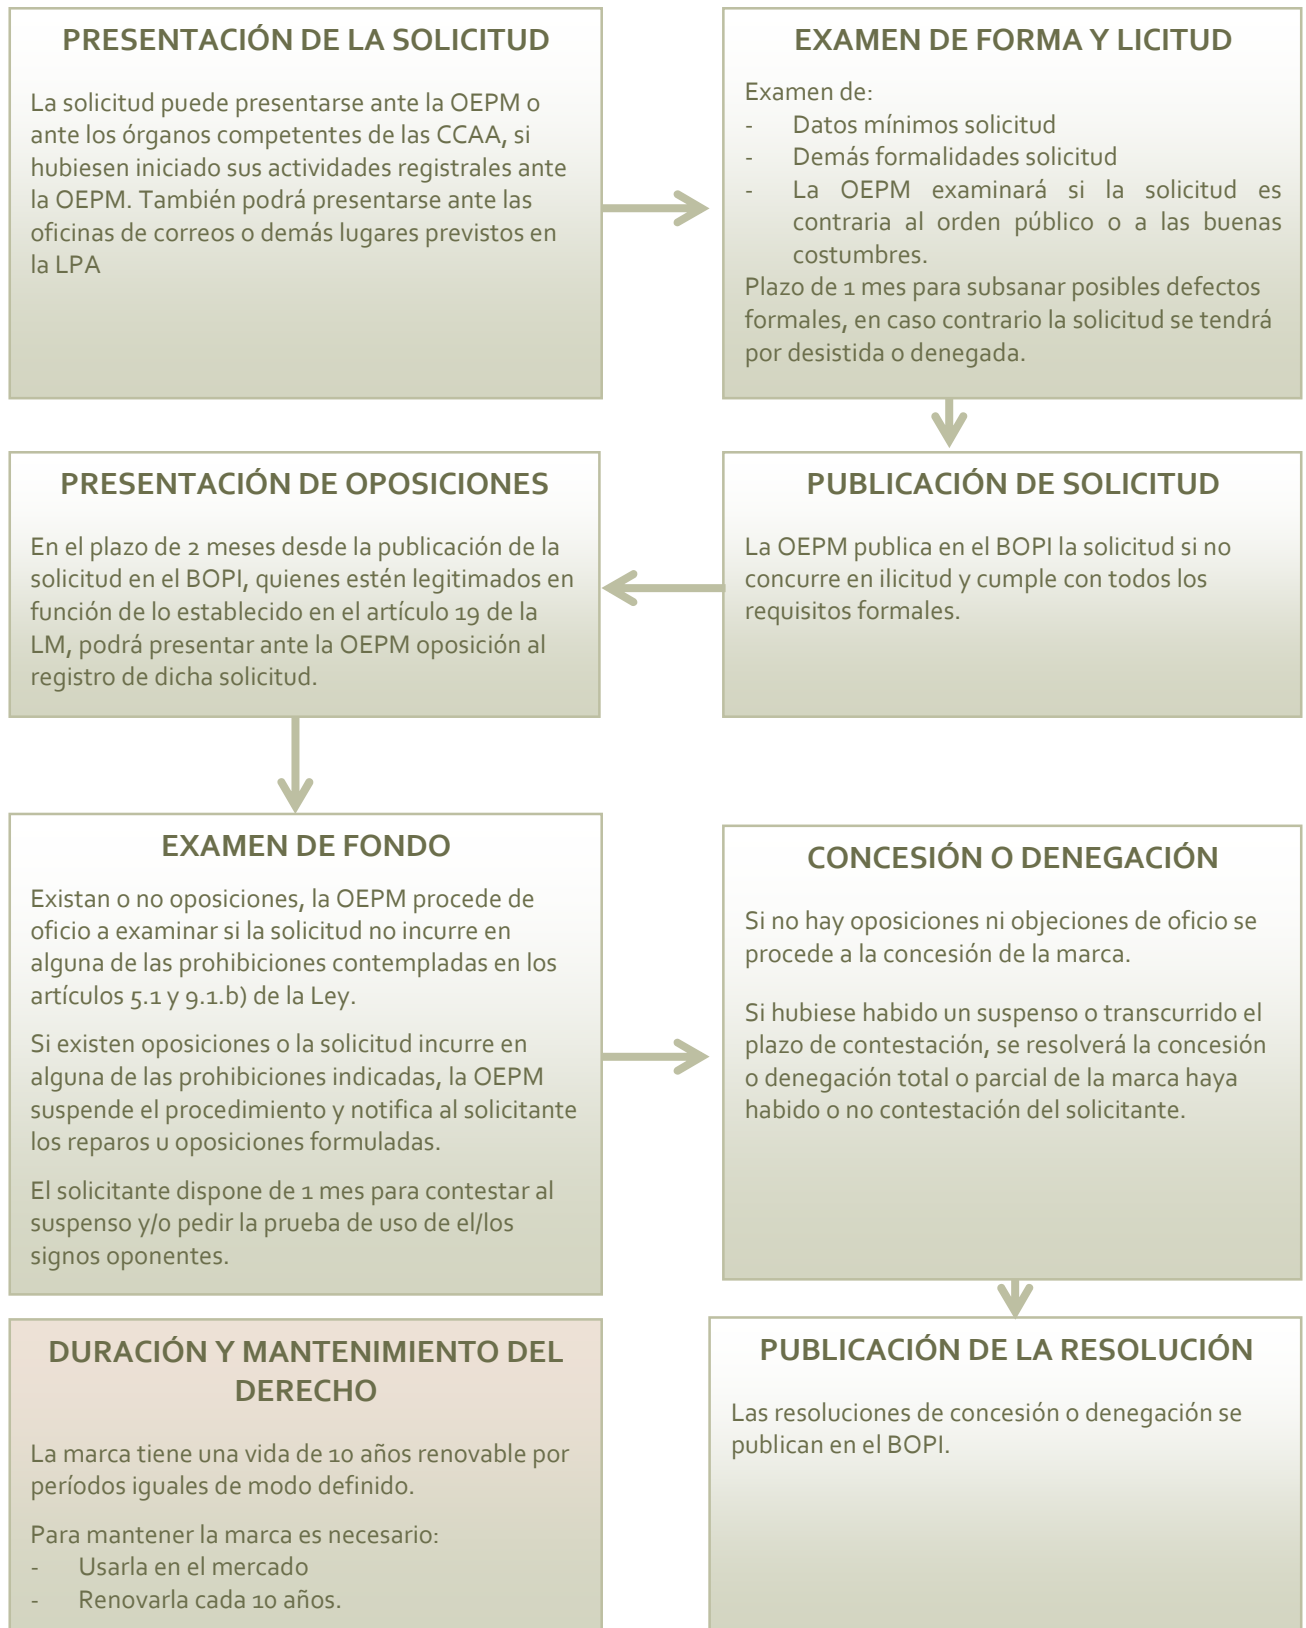 PRESENTACIÓN DE LA SOLICITUD
La solicitud puede presentarse ante la OEPM o
ante los órganos competentes de las CCAA, si
hubiesen iniciado sus actividades registrales ante
la OEPM. También podrá presentarse ante las
oficinas de correos o demás lugares previstos en
la LPA
EXAMEN DE FORMA Y LICITUD
Examen de:
- Datos mínimos solicitud
- Demás formalidades solicitud
- La OEPM examinará si la solicitud es
contraria al orden público o a las buenas
costumbres.
Plazo de 1 mes para subsanar posibles defectos
formales, en caso contrario la solicitud se tendrá
por desistida o denegada.
PUBLICACIÓN DE SOLICITUD
La OEPM publica en el BOPI la solicitud si no
concurre en ilicitud y cumple con todos los
requisitos formales.
PRESENTACIÓN DE OPOSICIONES
En el plazo de 2 meses desde la publicación de la
solicitud en el BOPI, quienes estén legitimados en
función de lo establecido en el artículo 19 de la
LM, podrá presentar ante la OEPM oposición al
registro de dicha solicitud.
EXAMEN DE FONDO
Existan o no oposiciones, la OEPM procede de
oficio a examinar si la solicitud no incurre en
alguna de las prohibiciones contempladas en los
artículos 5.1 y 9.1.b) de la Ley.
Si existen oposiciones o la solicitud incurre en
alguna de las prohibiciones indicadas, la OEPM
suspende el procedimiento y notifica al solicitante
los reparos u oposiciones formuladas.
El solicitante dispone de 1 mes para contestar al
suspenso y/o pedir la prueba de uso de el/los
signos oponentes.
CONCESIÓN O DENEGACIÓN
Si no hay oposiciones ni objeciones de oficio se
procede a la concesión de la marca.
Si hubiese habido un suspenso o transcurrido el
plazo de contestación, se resolverá la concesión
o denegación total o parcial de la marca haya
habido o no contestación del solicitante.
PUBLICACIÓN DE LA RESOLUCIÓN
Las resoluciones de concesión o denegación se
publican en el BOPI.
DURACIÓN Y MANTENIMIENTO DEL
DERECHO
La marca tiene una vida de 10 años renovable por
períodos iguales de modo definido.
Para mantener la marca es necesario:
- Usarla en el mercado
- Renovarla cada 10 años.